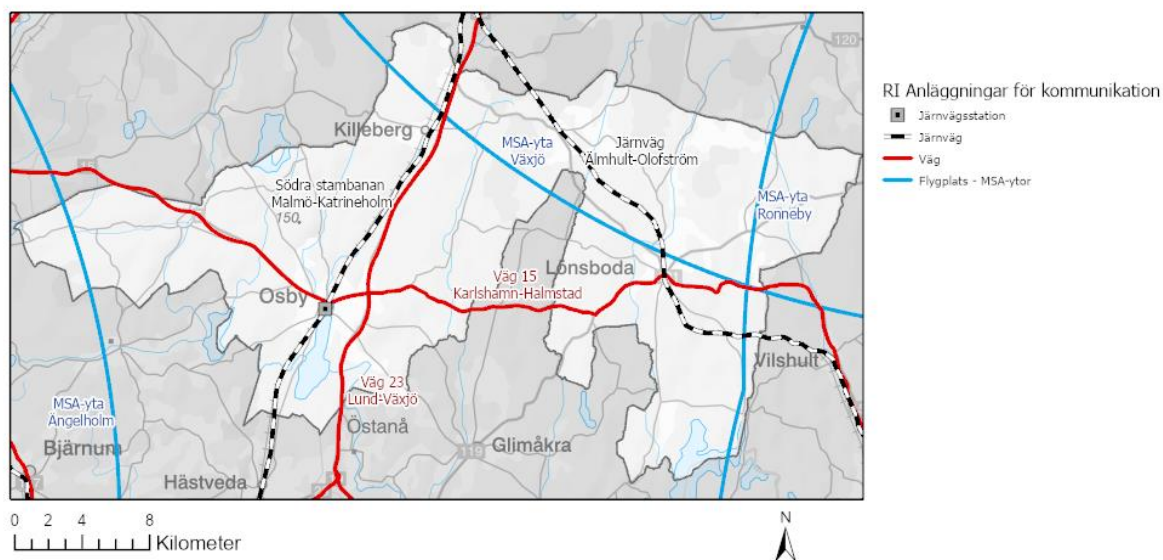 120
Killeberg
MSA-yta
Växjö
Järnväg
Älmhult-Olofström
15
Södra stambanan
Malmö-Katrineholm
150
MSA-yta
Ronneby
Osby
Lönsboda
Väg 15
Karlshamn-Halmstad
Vilshult
Väg 23
Lund-Växjö
MSA-yta
Ängelholm
Östanå
Bjärnum
Glimåkra
119
Hästveda
RI Anläggningar för kommunikation
Järnvägsstation
Järnväg
Väg
Flygplats - MSA-ytor
0 2 4 8
Kilometer
N